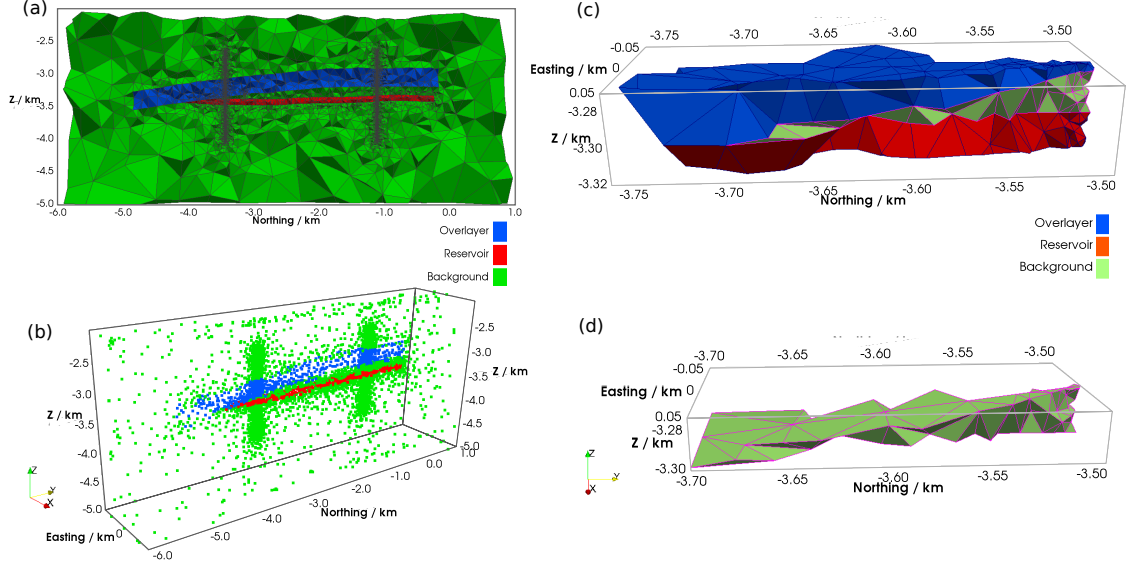 (a)
-2.5
-3.0
Z / km
-3.5
-4.0
-4.5
-5.0
-6.0 -5.0 -4.0 -3.0 -2.0 -1.0 0.0 1.0
Northing / km
Overlayer
Reservoir
Background
(b)
-2.5
-3.0
Z / km
-3.5
-4.0
-4.5
-5.0
-2.5
-3.0
Z / km
-3.5
-4.0
-4.5
-5.0
Easting / km 0
-6.0 -5.0 -4.0 -3.0 -2.0 -1.0 0.0 1.0
Northing / km
Z
Y
X
(c)
-3.75 -3.70 -3.65 -3.60 -3.55 -3.50
-0.05
Easting / km 0
0.05
-3.28
Z / km
-3.30
-3.32
-3.75 -3.70 -3.65 -3.60 -3.55 -3.50
Northing / km
Overlayer
Reservoir
Background
(d)
-3.70 -3.65 -3.60 -3.55 -3.50
-0.05
Easting / km 0
0.05
-3.28
Z / km
-3.30
-3.70 -3.65 -3.60 -3.55 -3.50
Northing / km
Z
Y
X